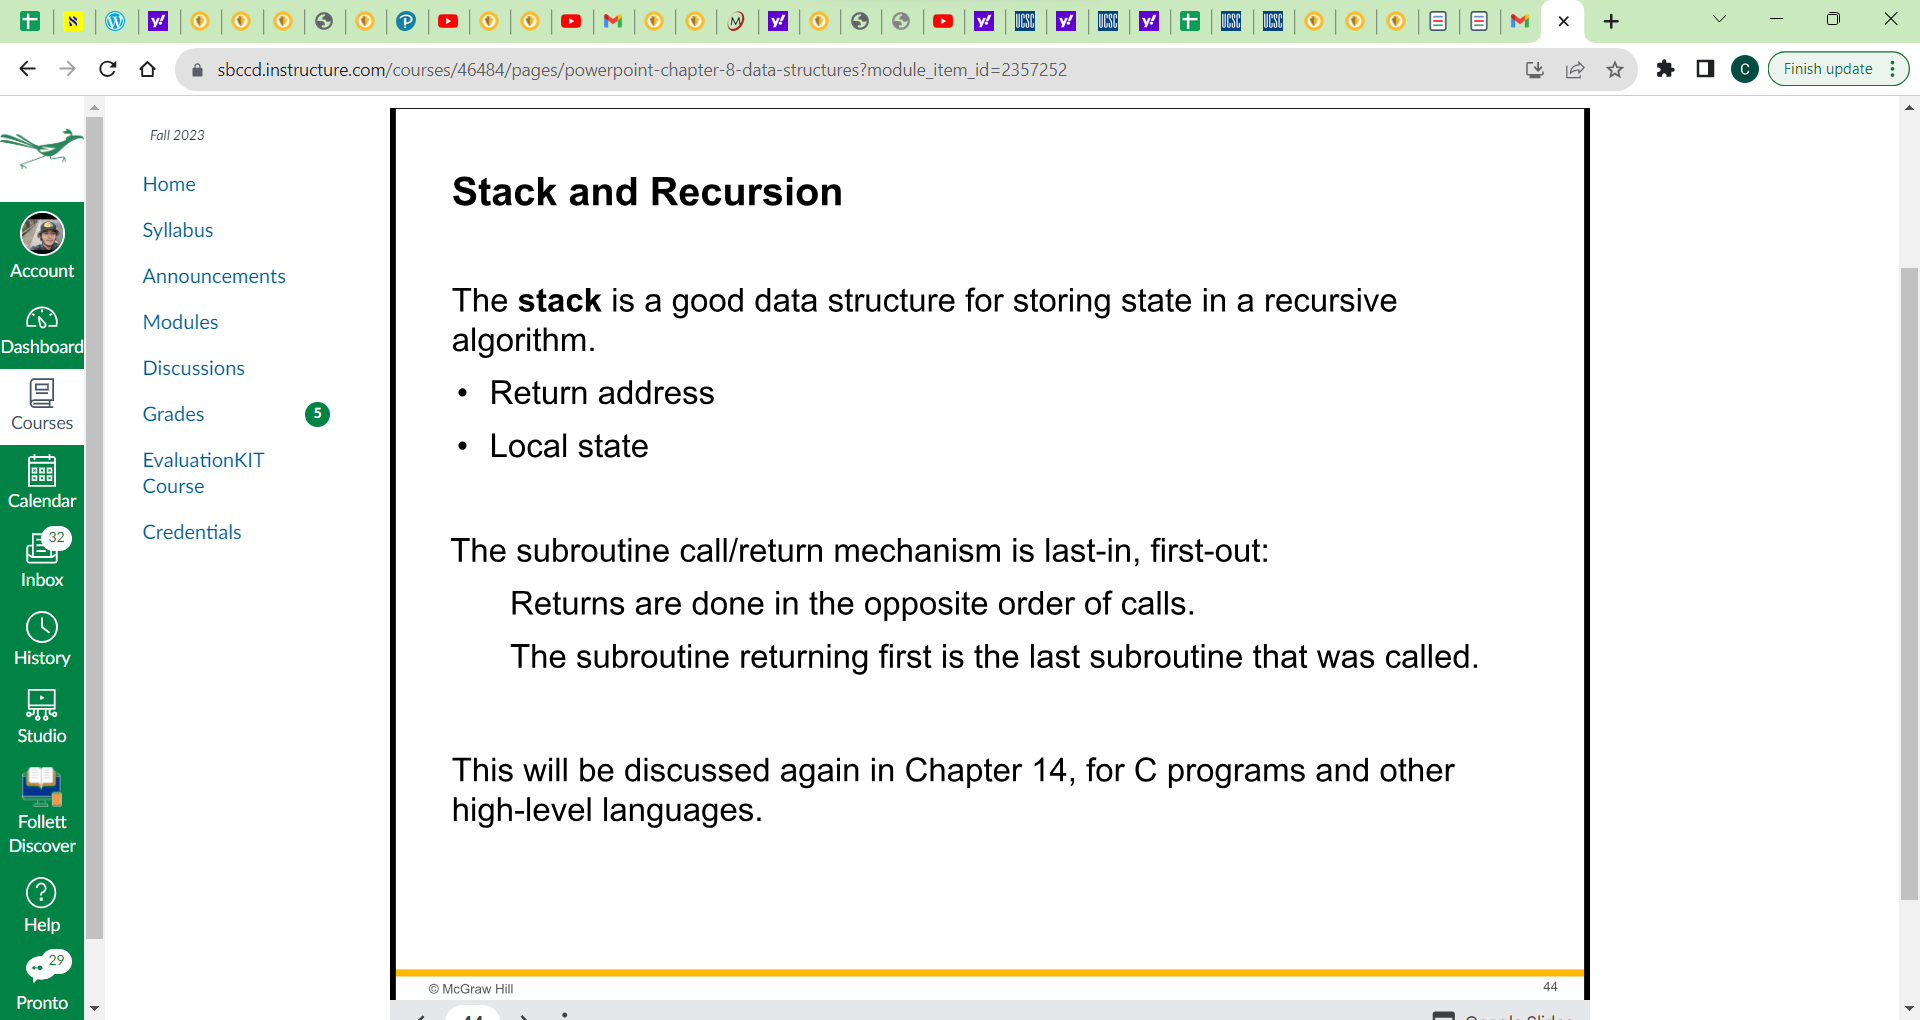 sbccd.instructure.com/courses/46484/pages/powerpoint-chapter-8-data-structures?module_item_id=2357252
C
Finish update
Account
Dashboard
Courses
Calendar
32
Inbox
History
Studio
Follett
Discover
Help
29
Pronto
Fall 2023
Home
Syllabus
Announcements
Modules
Discussions
Grades 5
EvaluationKIT
Course
Credentials
Stack and Recursion
The stack is a good data structure for storing state in a recursive
algorithm.
• Return address
• Local state
The subroutine call/return mechanism is last-in, first-out:
Returns are done in the opposite order of calls.
The subroutine returning first is the last subroutine that was called.
This will be discussed again in Chapter 14, for C programs and other
high-level languages.
© McGraw Hill
44